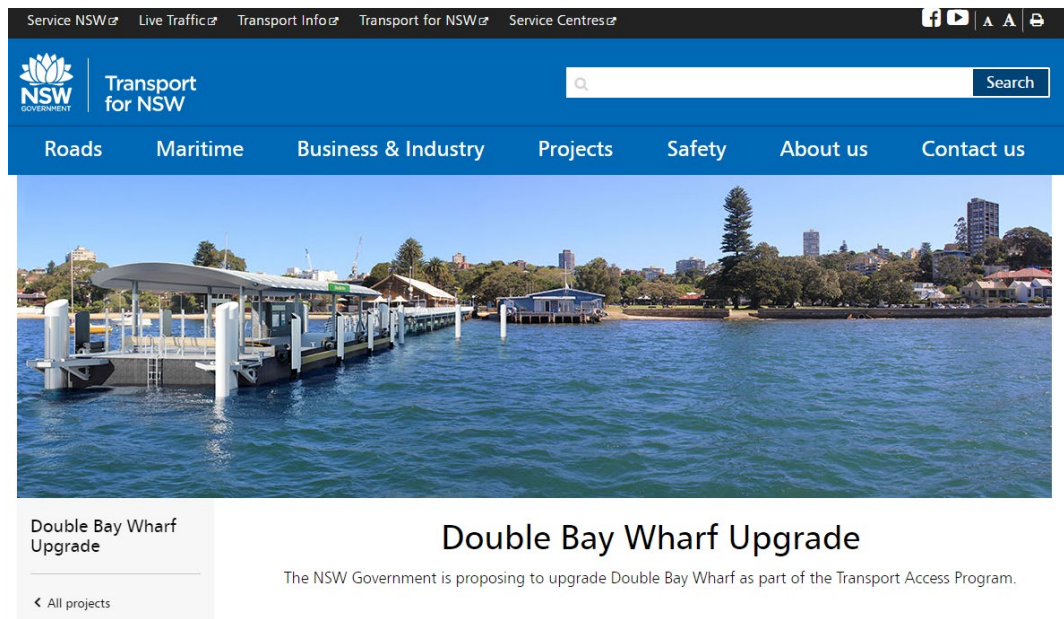 Service NSW Live Traffic Transport Info Transport for NSW Service Centres A A
NSW
GOVERNMENT
Transport
for NSW
Search
Roads Maritime Business & Industry Projects Safety About us Contact us
Double Bay Wharf
Upgrade
All projects
Double Bay Wharf Upgrade
The NSW Government is proposing to upgrade Double Bay Wharf as part of the Transport Access Program.